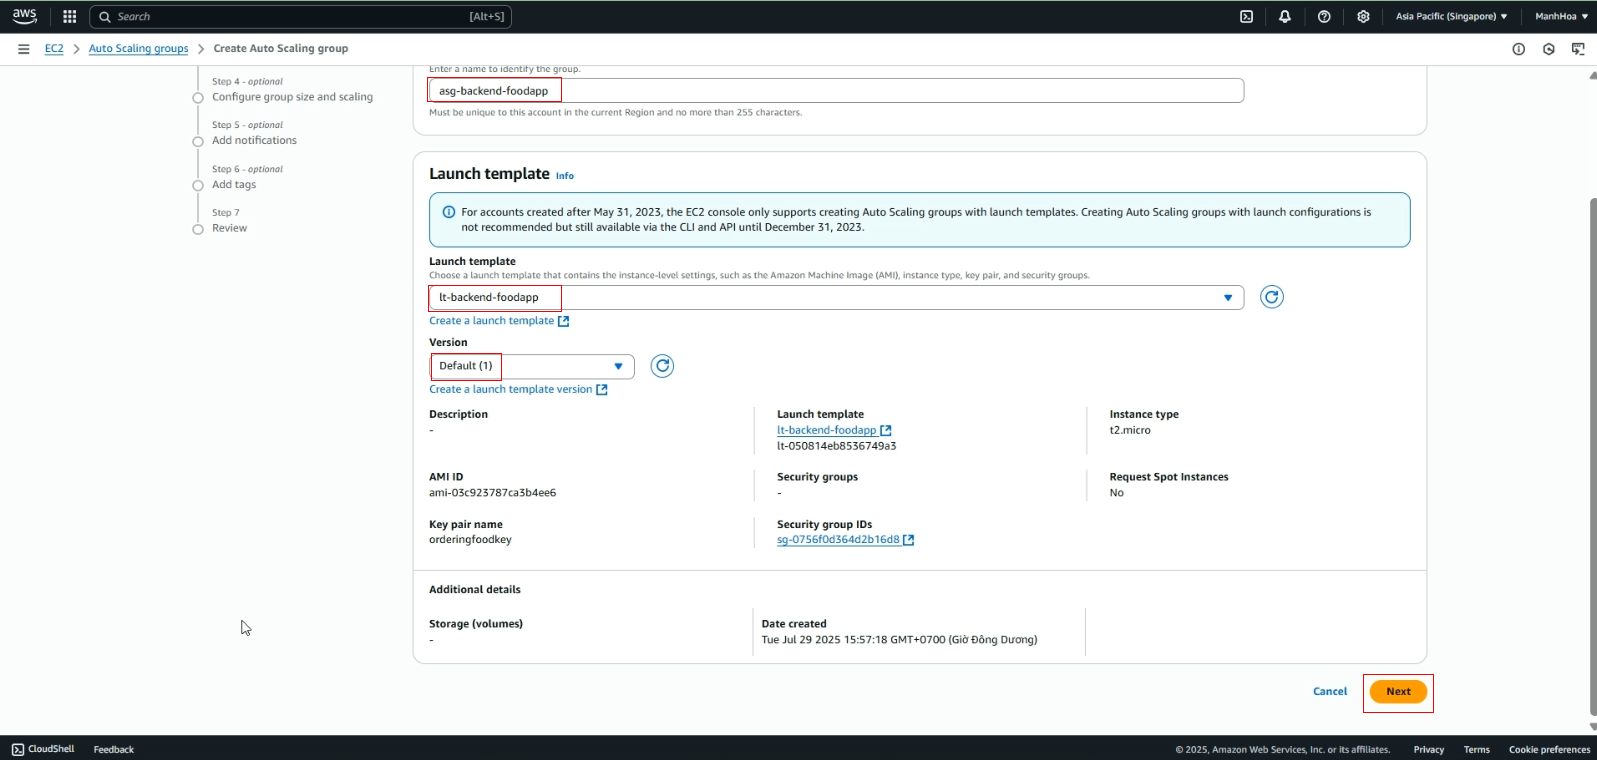 aws
Search [Alt+S]
Asia Pacific (Singapore) ▼
ManhHoa ▼
EC2 > Auto Scaling groups > Create Auto Scaling group
Step 4 - optional
Configure group size and scaling
Step 5 - optional
Add notifications
Step 6 - optional
Add tags
Step 7
Review
Enter a name to identify the group.
asg-backend-foodapp
Must be unique to this account in the current Region and no more than 255 characters.
Launch template Info
For accounts created after May 31, 2023, the EC2 console only supports creating Auto Scaling groups with launch templates. Creating Auto Scaling groups with launch configurations is
not recommended but still available via the CLI and API until December 31, 2023.
Launch template
Choose a launch template that contains the instance-level settings, such as the Amazon Machine Image (AMI), instance type, key pair, and security groups.
lt-backend-foodapp
Create a launch template
Version
Default (1)
Create a launch template version
Description
-
Launch template
lt-backend-foodapp
lt-050814eb8536749a3
Instance type
t2.micro
AMI ID
ami-03c923787ca3b4ee6
Security groups
-
Request Spot Instances
No
Key pair name
orderingfoodkey
Security group IDs
sg-0756f0d364d2b16d8
Additional details
Storage (volumes)
-
Date created
Tue Jul 29 2025 15:57:18 GMT+0700 (Giờ Đông Dương)
Cancel
Next
CloudShell
Feedback
© 2025, Amazon Web Services, Inc. or its affiliates.
Privacy
Terms
Cookie preferences